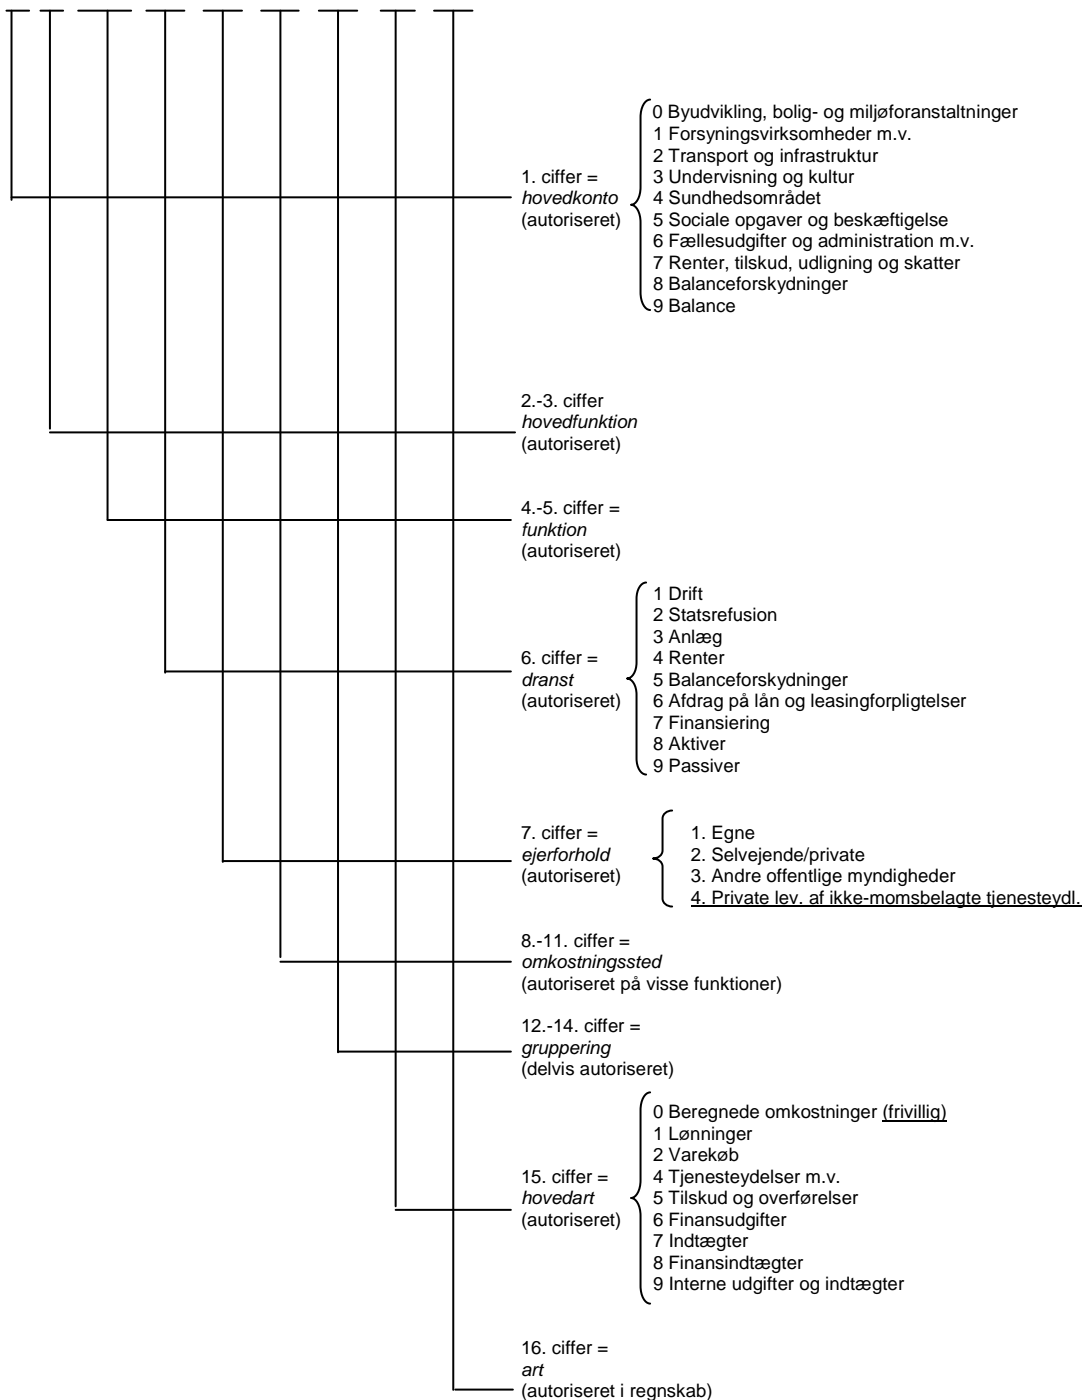 1. ciffer =
hovedkonto
(autoriseret)
0 Byudvikling, bolig- og miljøforanstaltninger
1 Forsyningsvirksomheder m.v.
2 Transport og infrastruktur
3 Undervisning og kultur
4 Sundhedsområdet
5 Sociale opgaver og beskæftigelse
6 Fællesudgifter og administration m.v.
7 Renter, tilskud, udligning og skatter
8 Balanceforskydninger
9 Balance
2.-3. ciffer
hovedfunktion
(autoriseret)
4.-5. ciffer =
funktion
(autoriseret)
6. ciffer =
dranst
(autoriseret)
1 Drift
2 Statsrefusion
3 Anlæg
4 Renter
5 Balanceforskydninger
6 Afdrag på lån og leasingforpligtelser
7 Finansiering
8 Aktiver
9 Passiver
7. ciffer =
ejerforhold
(autoriseret)
1. Egne
2. Selvejende/private
3. Andre offentlige myndigheder
4. Private lev. af ikke-momsbelagte tjenesteydl.
8.-11. ciffer =
omkostningssted
(autoriseret på visse funktioner)
12.-14. ciffer =
gruppering
(delvis autoriseret)
15. ciffer =
hovedart
(autoriseret)
0 Beregnede omkostninger (frivillig)
1 Lønninger
2 Varekøb
4 Tjenesteydelser m.v.
5 Tilskud og overførelser
6 Finansudgifter
7 Indtægter
8 Finansindtægter
9 Interne udgifter og indtægter
16. ciffer =
art
(autoriseret i regnskab)